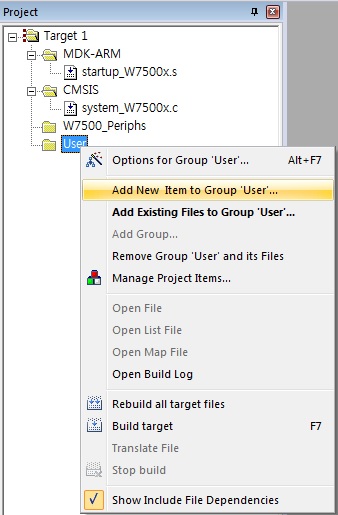 Project
Target 1
MDK-ARM
startup_W7500x.s
CMSIS
system_W7500x.c
W7500_Periphs
User
Options for Group 'User'... Alt+F7
Add New  Item to Group 'User'...
Add Existing Files to Group 'User'...
Add Group...
Remove Group 'User' and its Files
Manage Project Items...
Open File
Open List File
Open Map File
Open Build Log
Rebuild all target files
Build target F7
Translate File
Stop build
Show Include File Dependencies